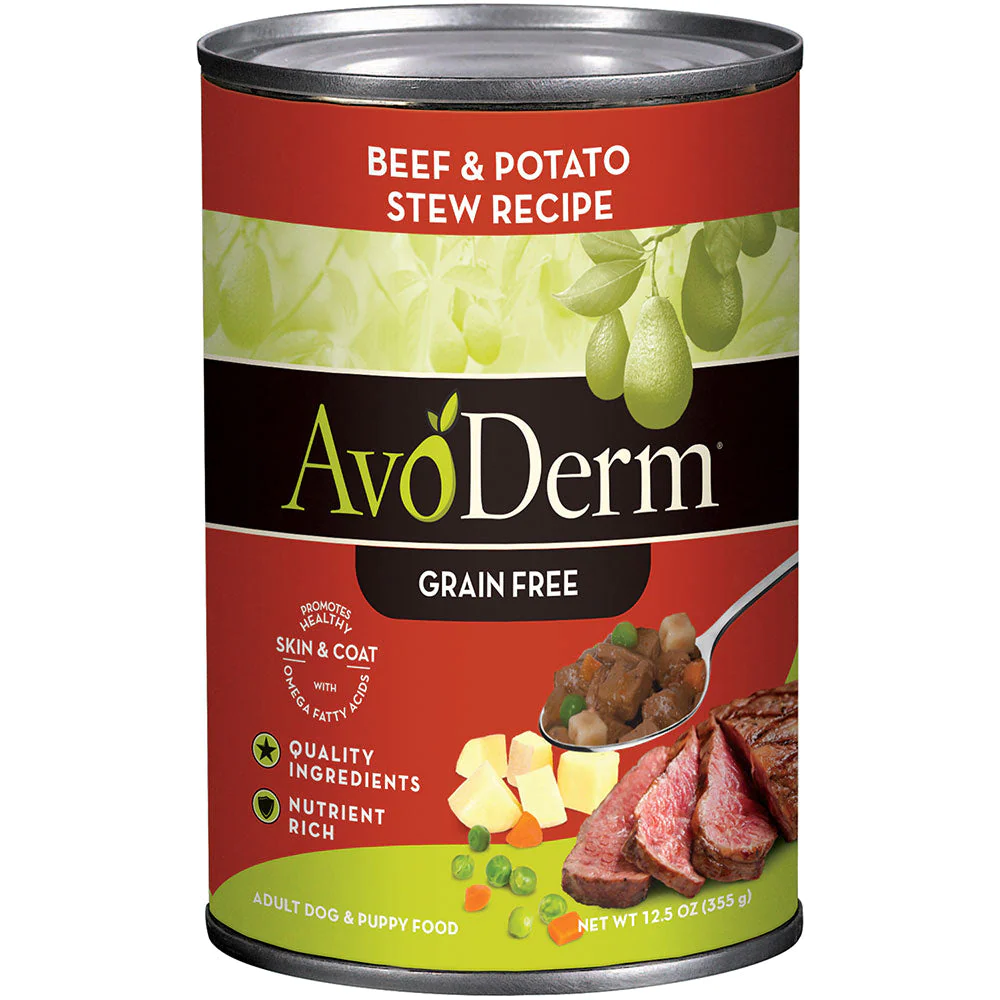 BEEF & POTATO
STEW RECIPE
AvoDerm®
GRAIN FREE
PROMOTES
HEALTHY
SKIN & COAT
WITH
OMEGA FATTY ACIDS
QUALITY
INGREDIENTS
NUTRIENT
RICH
ADULT DOG & PUPPY FOOD
NET WT 12.5 OZ (355 g)